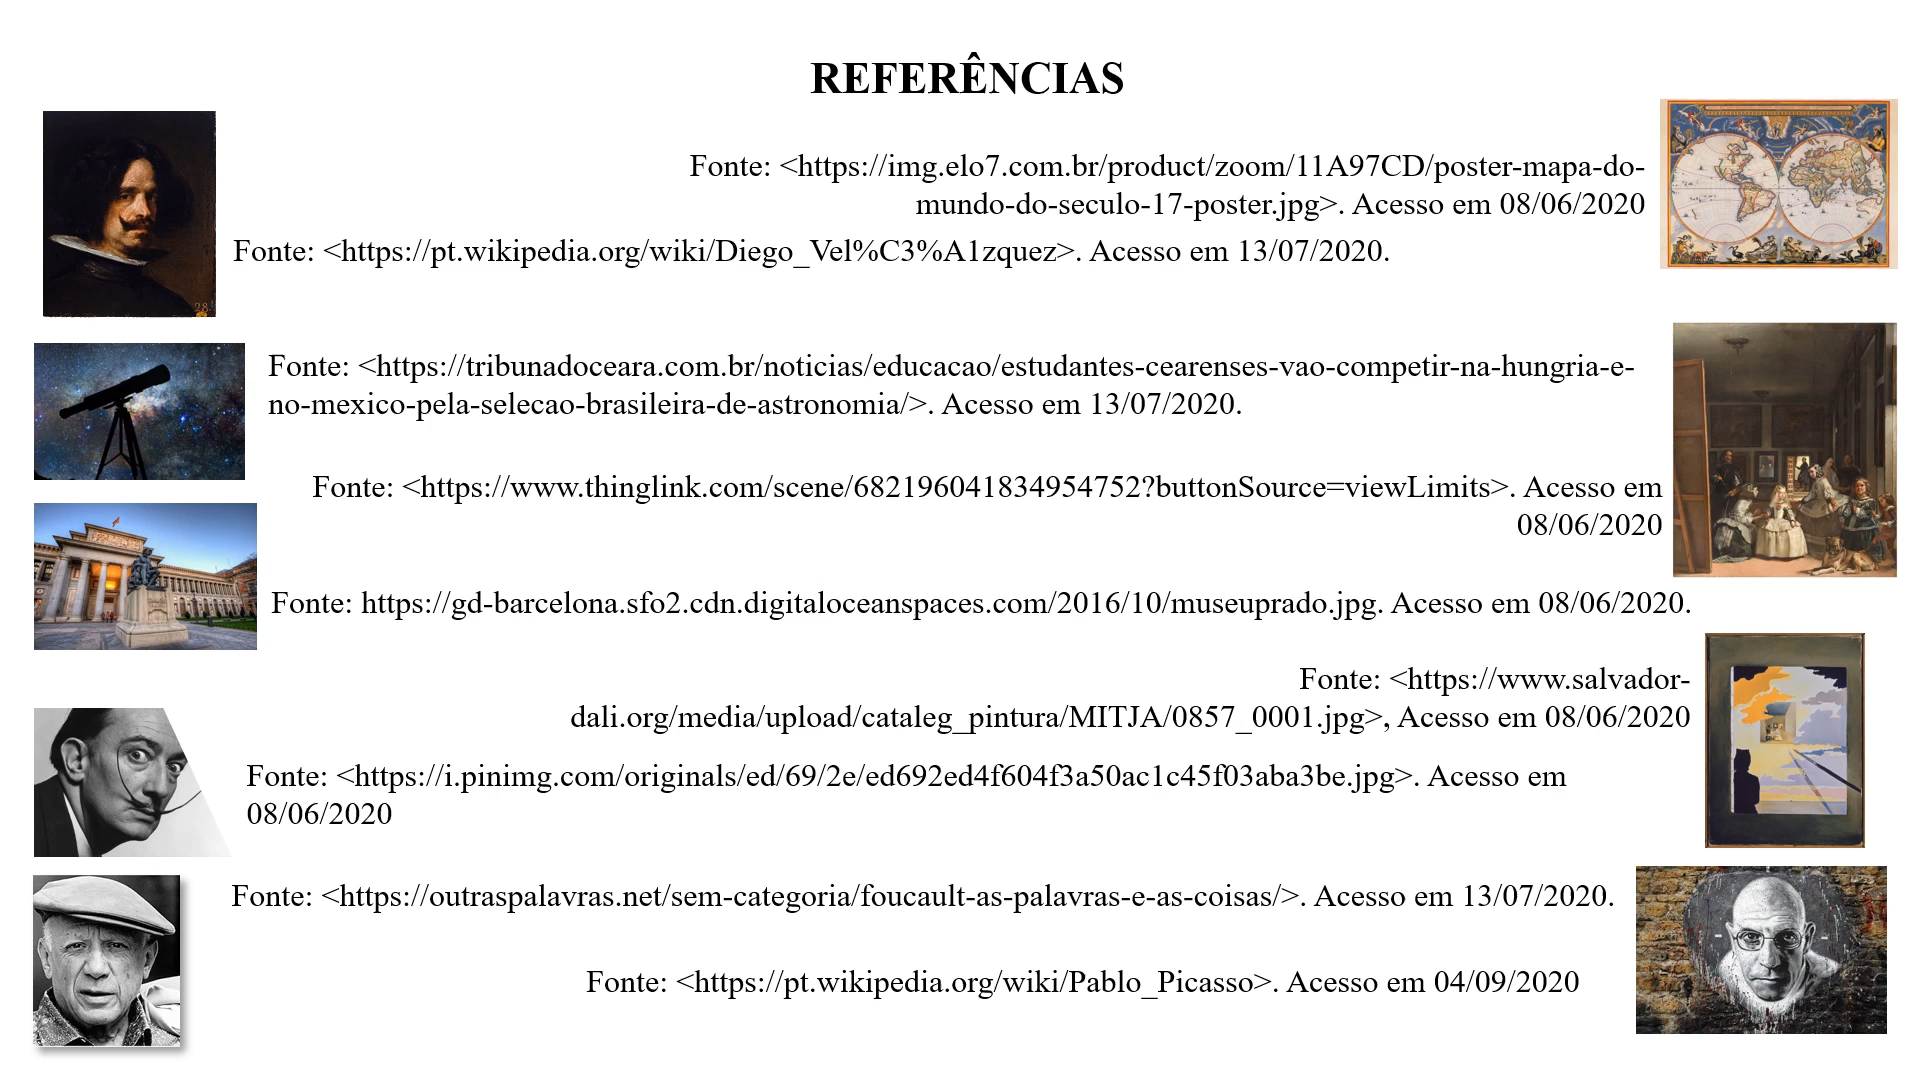 REFERÊNCIAS
Fonte: <https://img.elo7.com.br/product/zoom/11A97CD/poster-mapa-do-
mundo-do-seculo-17-poster.jpg>. Acesso em 08/06/2020
Fonte: <https://pt.wikipedia.org/wiki/Diego_Vel%C3%A1zquez>. Acesso em 13/07/2020.
Fonte: <https://tribunadoceara.com.br/noticias/educacao/estudantes-cearenses-vao-competir-na-hungria-e-
no-mexico-pela-selecao-brasileira-de-astronomia/>. Acesso em 13/07/2020.
Fonte: <https://www.thinglink.com/scene/682196041834954752?buttonSource=viewLimits>. Acesso em
08/06/2020
Fonte: https://gd-barcelona.sfo2.cdn.digitaloceanspaces.com/2016/10/museuprado.jpg. Acesso em 08/06/2020.
Fonte: <https://www.salvador-
dali.org/media/upload/cataleg_pintura/MITJA/0857_0001.jpg>, Acesso em 08/06/2020
Fonte: <https://i.pinimg.com/originals/ed/69/2e/ed692ed4f604f3a50ac1c45f03aba3be.jpg>. Acesso em
08/06/2020
Fonte: <https://outraspalavras.net/sem-categoria/foucault-as-palavras-e-as-coisas/>. Acesso em 13/07/2020.
Fonte: <https://pt.wikipedia.org/wiki/Pablo_Picasso>. Acesso em 04/09/2020